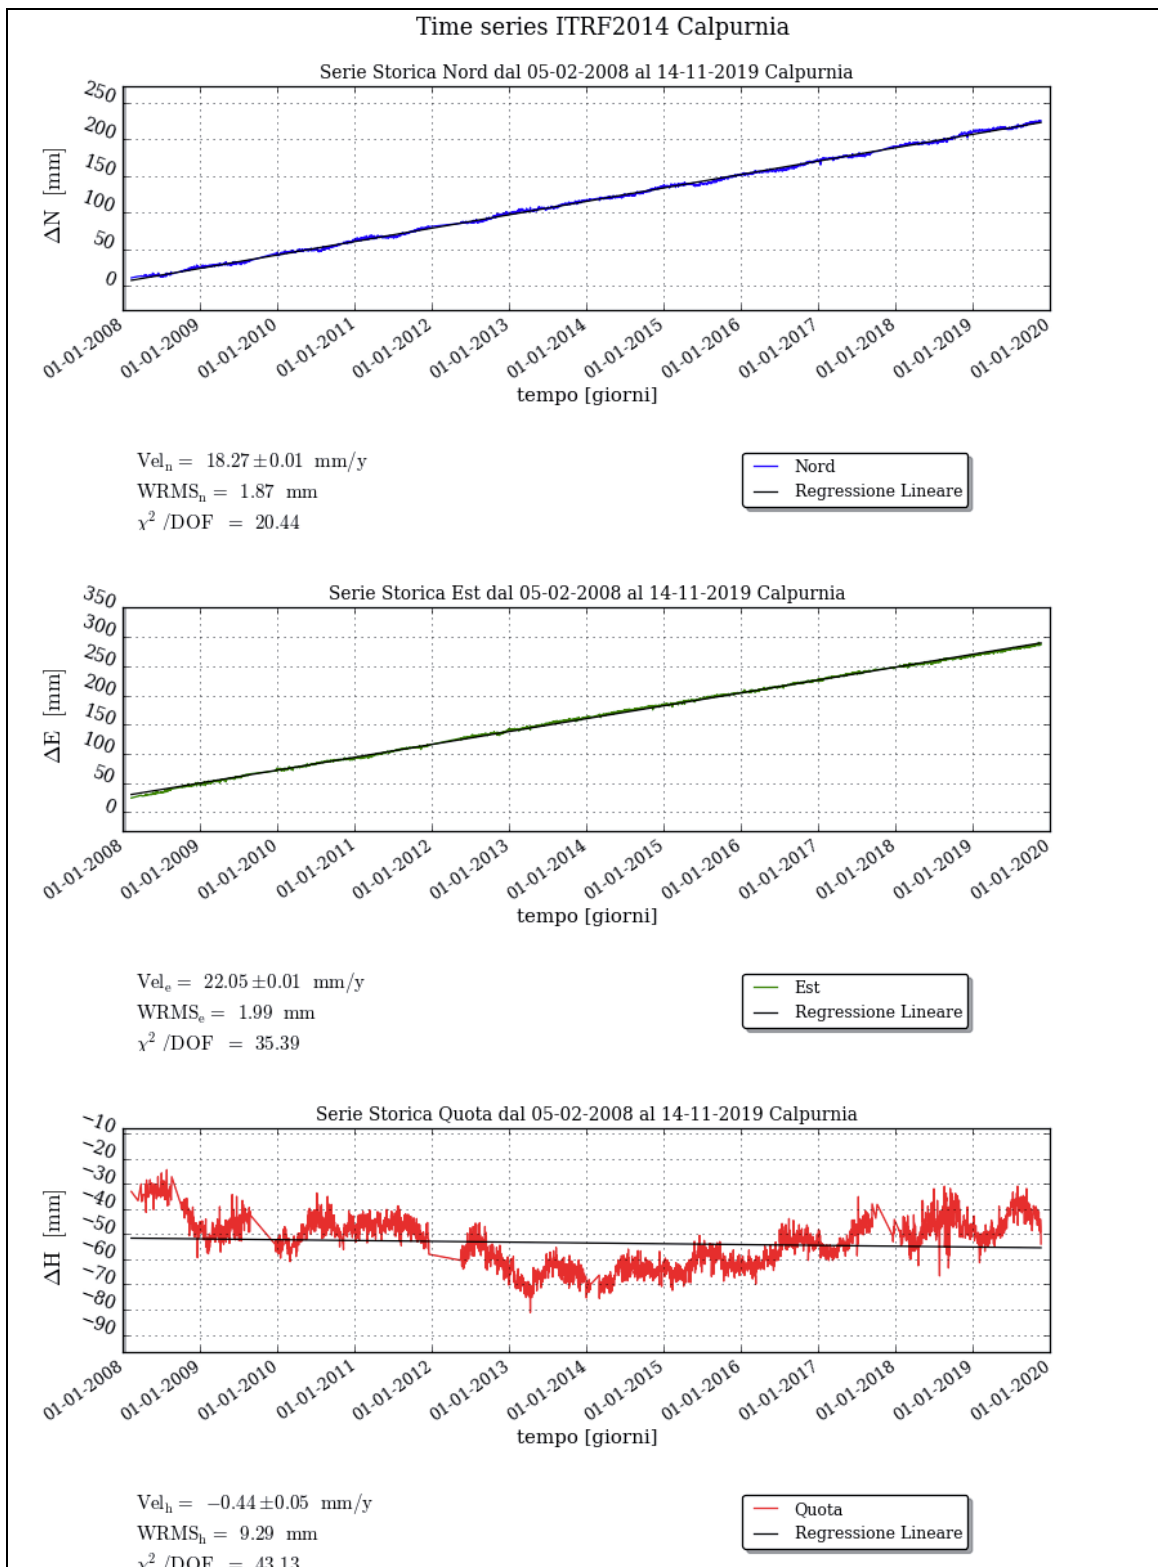 Time series ITRF2014 Calpurnia
Serie Storica Nord dal 05-02-2008 al 14-11-2019 Calpurnia
250
200
150
100
50
0
ΔN [mm]
01-01-2008
01-01-2009
01-01-2010
01-01-2011
01-01-2012
01-01-2013
01-01-2014
01-01-2015
01-01-2016
01-01-2017
01-01-2018
01-01-2019
01-01-2020
tempo [giorni]
Vel_n = 18.27±0.01 mm/y
WRMS_n = 1.87 mm
χ² /DOF = 20.44
Nord
Regressione Lineare
Serie Storica Est dal 05-02-2008 al 14-11-2019 Calpurnia
350
300
250
200
150
100
50
0
ΔE [mm]
01-01-2008
01-01-2009
01-01-2010
01-01-2011
01-01-2012
01-01-2013
01-01-2014
01-01-2015
01-01-2016
01-01-2017
01-01-2018
01-01-2019
01-01-2020
tempo [giorni]
Vel_e = 22.05±0.01 mm/y
WRMS_e = 1.99 mm
χ² /DOF = 35.39
Est
Regressione Lineare
Serie Storica Quota dal 05-02-2008 al 14-11-2019 Calpurnia
−10
−20
−30
−40
−50
−60
−70
−80
−90
ΔH [mm]
01-01-2008
01-01-2009
01-01-2010
01-01-2011
01-01-2012
01-01-2013
01-01-2014
01-01-2015
01-01-2016
01-01-2017
01-01-2018
01-01-2019
01-01-2020
tempo [giorni]
Vel_h = −0.44±0.05 mm/y
WRMS_h = 9.29 mm
χ² /DOF = 43.13
Quota
Regressione Lineare